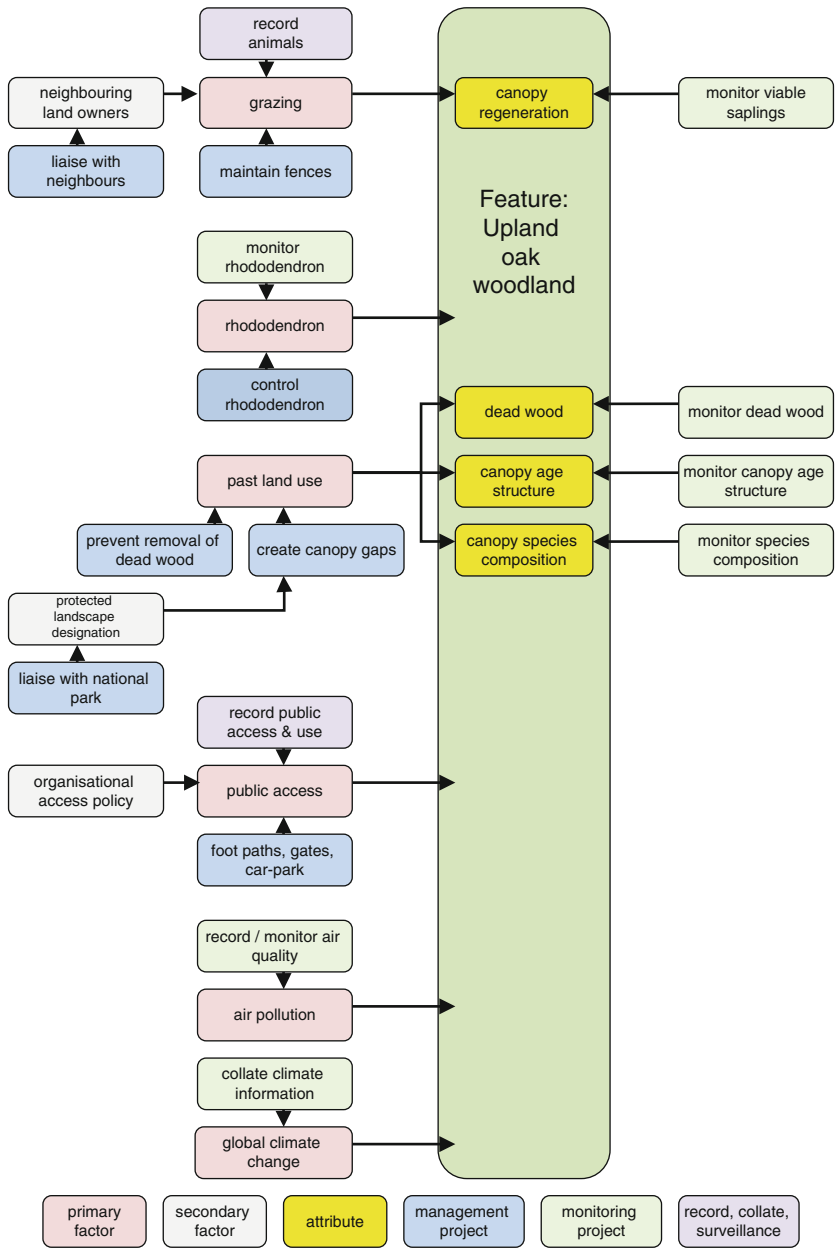 record
animals
neighbouring
land owners
grazing
canopy
regeneration
monitor viable
saplings
liaise with
neighbours
maintain fences
Feature:
Upland
oak
woodland
monitor
rhododendron
rhododendron
control
rhododendron
dead wood
monitor dead wood
past land use
canopy age
structure
monitor canopy age
structure
prevent removal of
dead wood
create canopy gaps
canopy species
composition
monitor species
composition
protected
landscape
designation
liaise with national
park
record public
access & use
organisational
access policy
public access
foot paths, gates,
car-park
record / monitor air
quality
air pollution
collate climate
information
global climate
change
primary
factor
secondary
factor
attribute
management
project
monitoring
project
record, collate,
surveillance